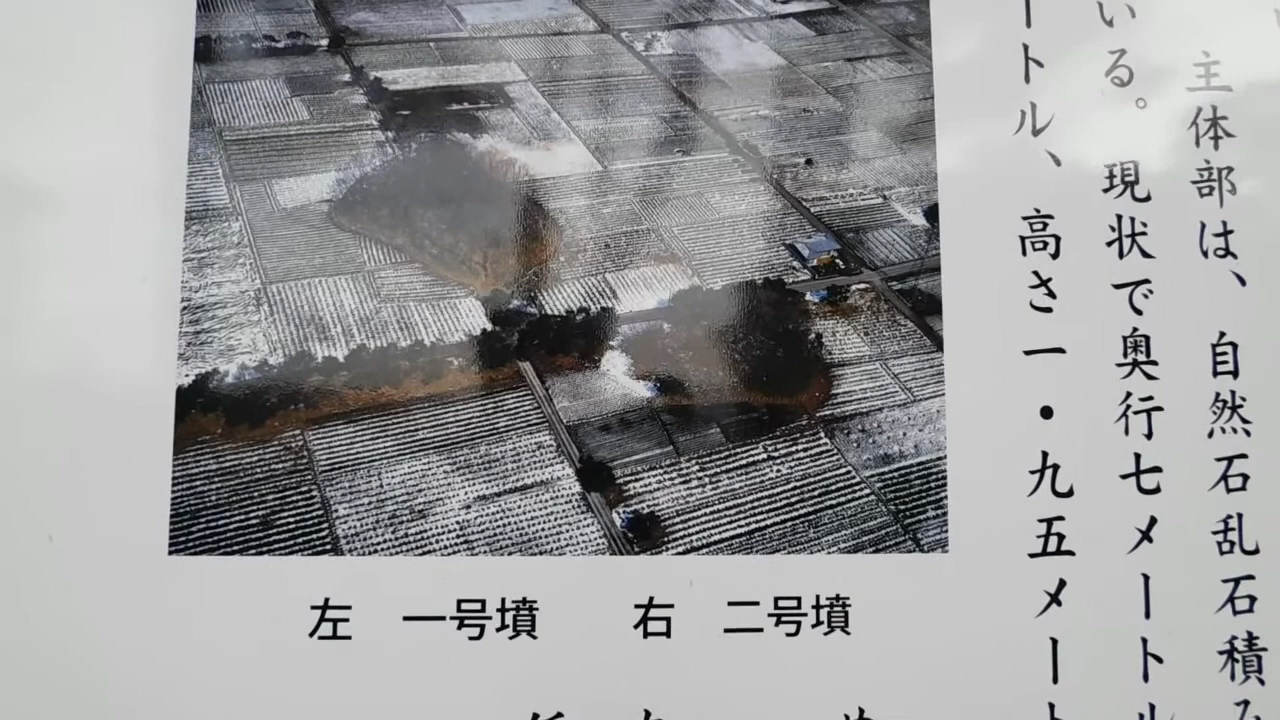 主体部は、自然石乱石積み
いる。現状で奥行七メートル
ートル、高さ一・九五メート
左　一号墳　　右　二号墳